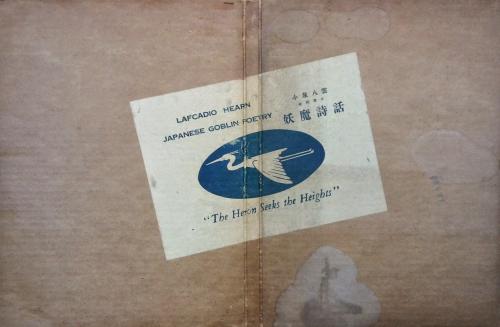 LAFCADIO HEARN
JAPANESE GOBLIN POETRY
小泉八雲
妖魔詩話
"The Heron Seeks the Heights"